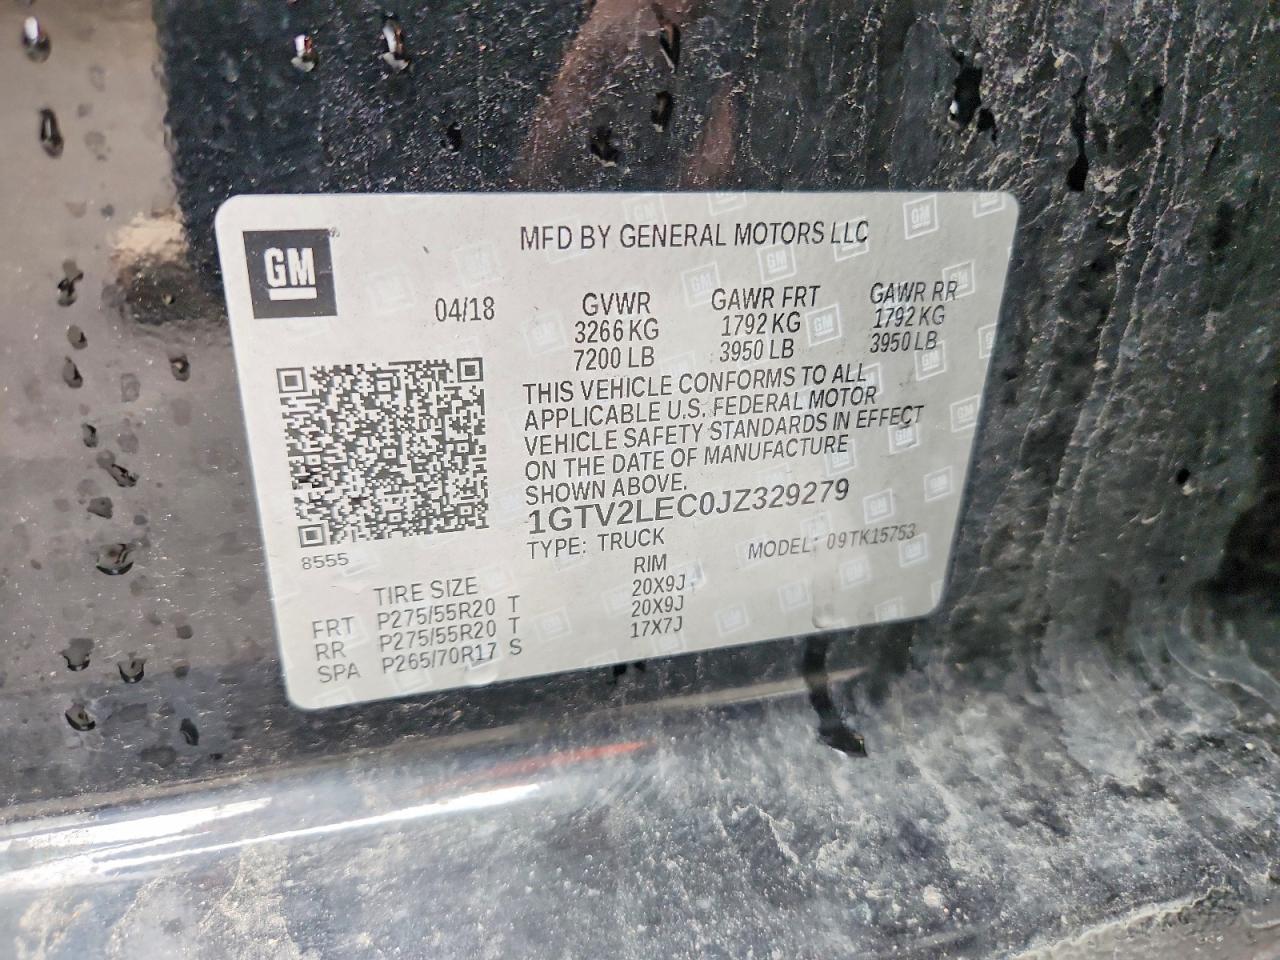 GM
MFD BY GENERAL MOTORS LLC
04/18 GVWR GAWR FRT GAWR RR
3266 KG 1792 KG 1792 KG
7200 LB 3950 LB 3950 LB
THIS VEHICLE CONFORMS TO ALL
APPLICABLE U.S. FEDERAL MOTOR
VEHICLE SAFETY STANDARDS IN EFFECT
ON THE DATE OF MANUFACTURE
SHOWN ABOVE.
1GTV2LEC0JZ329279
8555 TYPE: TRUCK MODEL: 09TK15753
TIRE SIZE RIM
FRT P275/55R20 T 20X9J
RR P275/55R20 T 20X9J
SPA P265/70R17 S 17X7J